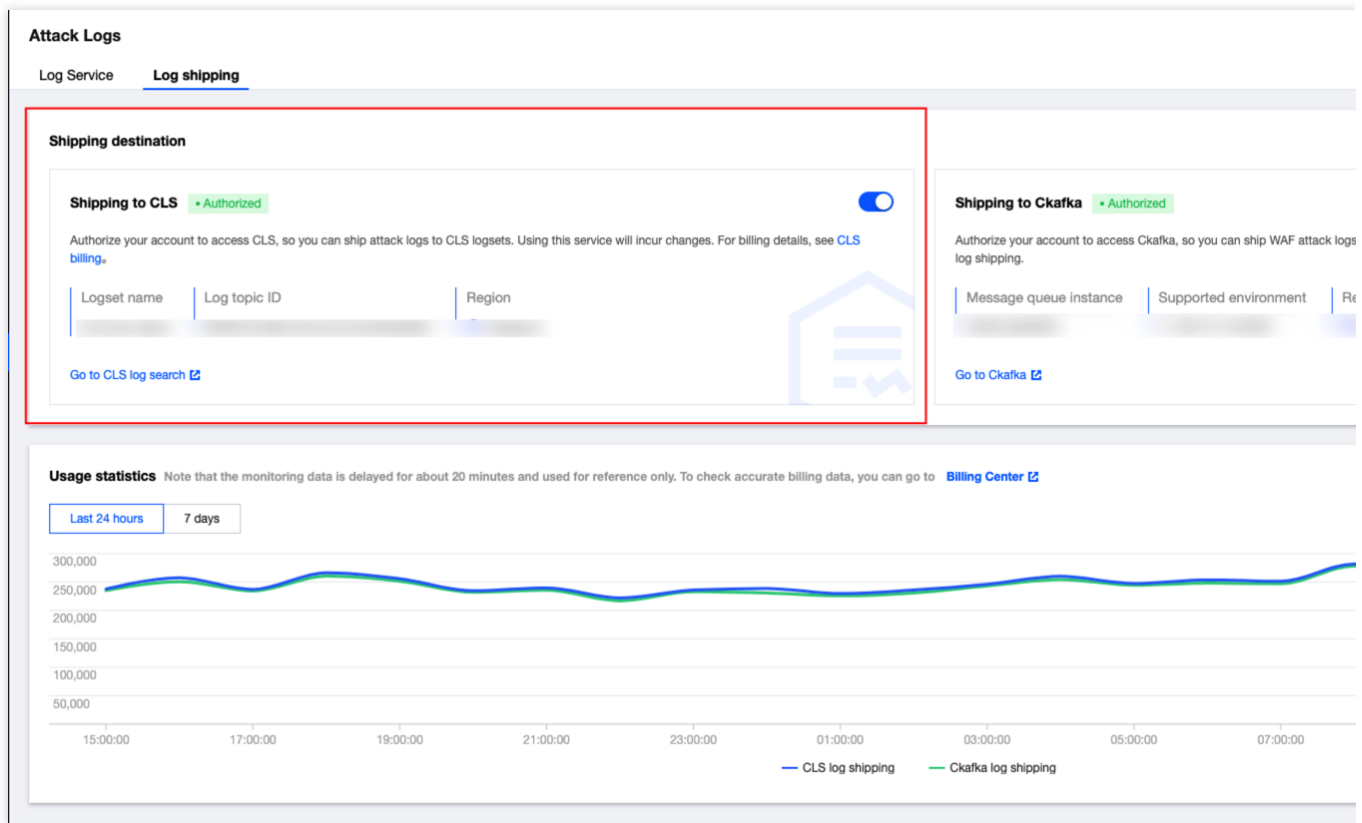 Attack Logs
Log Service
Log shipping
Shipping destination
Shipping to CLS
• Authorized
Authorize your account to access CLS, so you can ship attack logs to CLS logsets. Using this service will incur changes. For billing details, see CLS
billing。
Logset name
Log topic ID
Region
Go to CLS log search
Shipping to Ckafka
• Authorized
Authorize your account to access Ckafka, so you can ship WAF attack logs
log shipping.
Message queue instance
Supported environment
Re
Go to Ckafka
Usage statistics Note that the monitoring data is delayed for about 20 minutes and used for reference only. To check accurate billing data, you can go to Billing Center
Last 24 hours
7 days
300,000
250,000
200,000
150,000
100,000
50,000
15:00:00 17:00:00 19:00:00 21:00:00 23:00:00 01:00:00 03:00:00 05:00:00 07:00:00
CLS log shipping
Ckafka log shipping